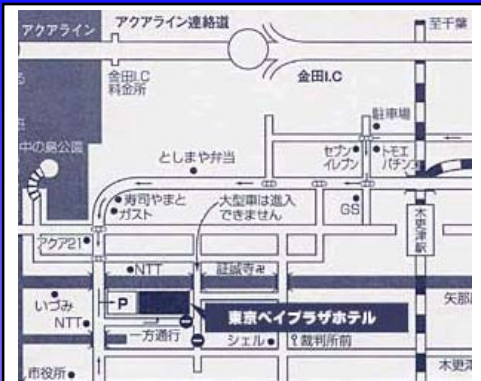 アクアライン
アクアライン連絡道
至千葉
金田I.C
料金所
金田I.C
駐車場
中の島公園
としまや弁当
セブン
イレブン
トモエ
パチンコ
寿司やまと
ガスト
大型車は進入
できません
GS
木更津駅
アクア21
NTT
証誠寺卍
いづみ
P
東京ベイプラザホテル
矢那
NTT
一方通行
シェル
裁判所前
市役所
木更津